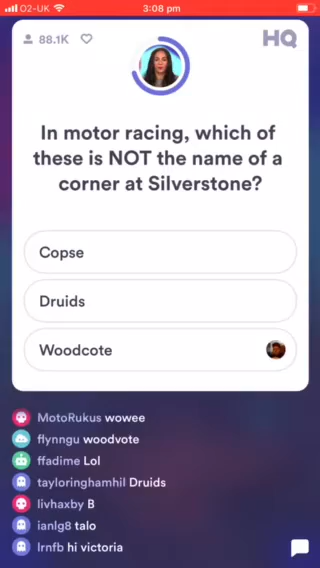 O2-UK 3:08 pm
88.1K HQ
In motor racing, which of
these is NOT the name of a
corner at Silverstone?
Copse
Druids
Woodcote
MotoRukus wowee
flynngu woodvote
ffadime Lol
tayloringhamhil Druids
livhaxby B
ianlg8 talo
lrnfb hi victoria